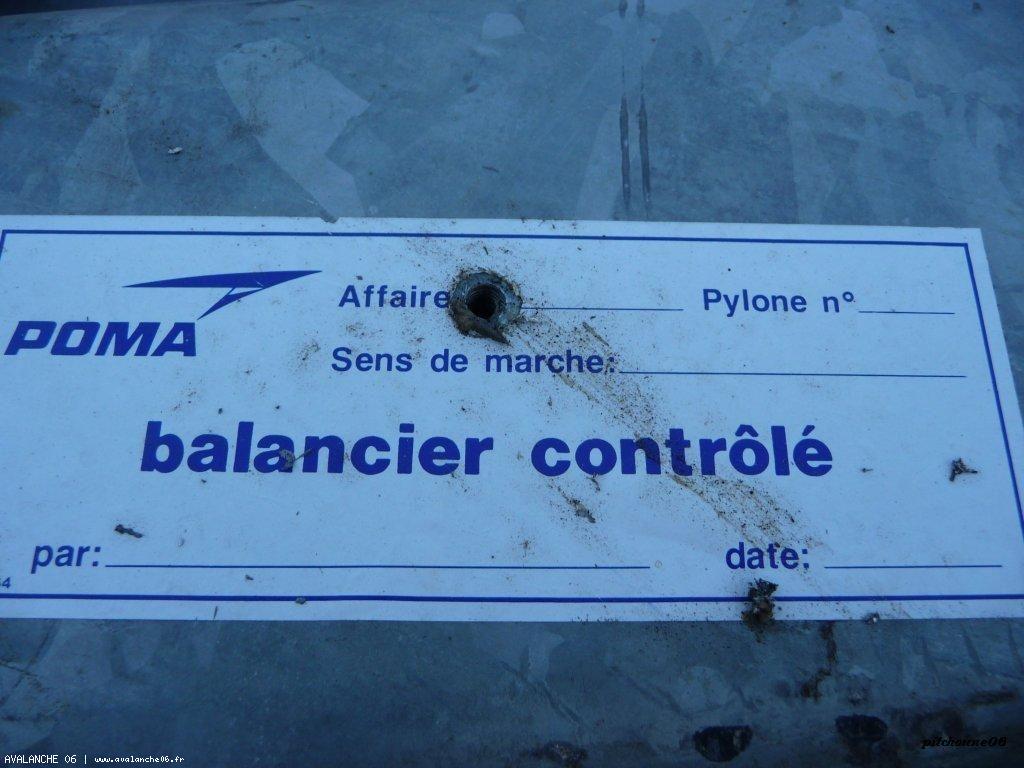 POMA
Affaire Pylone n°
Sens de marche:
balancier contrôlé
par: date:
AVALANCHE 06 | www.avalanche06.fr
pitchoune06